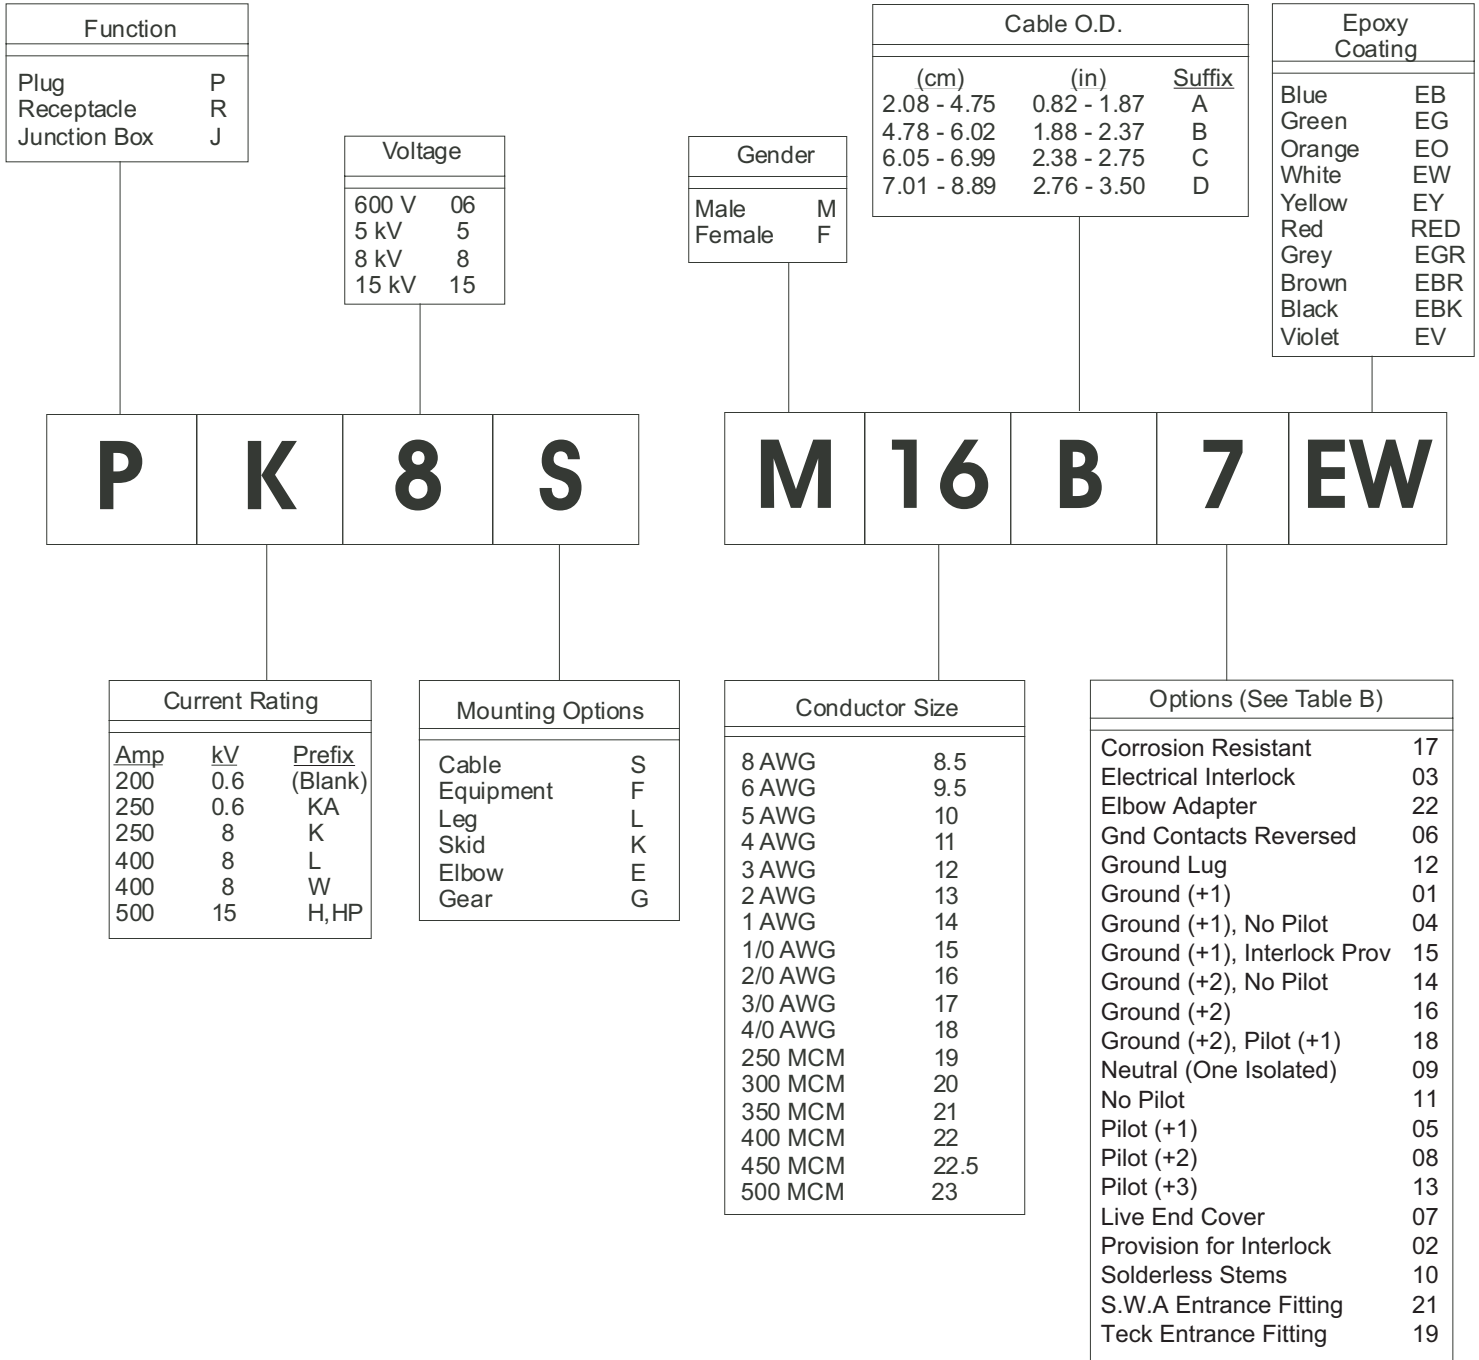 Function
Plug P
Receptacle R
Junction Box J
Voltage
600 V 06
5 kV 5
8 kV 8
15 kV 15
Gender
Male M
Female F
Cable O.D.
(cm) (in) Suffix
2.08 - 4.75 0.82 - 1.87 A
4.78 - 6.02 1.88 - 2.37 B
6.05 - 6.99 2.38 - 2.75 C
7.01 - 8.89 2.76 - 3.50 D
Epoxy
Coating
Blue EB
Green EG
Orange EO
White EW
Yellow EY
Red RED
Grey EGR
Brown EBR
Black EBK
Violet EV
P K 8 S M 16 B 7 EW
Current Rating
Amp kV Prefix
200 0.6 (Blank)
250 0.6 KA
250 8 K
400 8 L
400 8 W
500 15 H,HP
Mounting Options
Cable S
Equipment F
Leg L
Skid K
Elbow E
Gear G
Conductor Size
8 AWG 8.5
6 AWG 9.5
5 AWG 10
4 AWG 11
3 AWG 12
2 AWG 13
1 AWG 14
1/0 AWG 15
2/0 AWG 16
3/0 AWG 17
4/0 AWG 18
250 MCM 19
300 MCM 20
350 MCM 21
400 MCM 22
450 MCM 22.5
500 MCM 23
Options (See Table B)
Corrosion Resistant 17
Electrical Interlock 03
Elbow Adapter 22
Gnd Contacts Reversed 06
Ground Lug 12
Ground (+1) 01
Ground (+1), No Pilot 04
Ground (+1), Interlock Prov 15
Ground (+2), No Pilot 14
Ground (+2) 16
Ground (+2), Pilot (+1) 18
Neutral (One Isolated) 09
No Pilot 11
Pilot (+1) 05
Pilot (+2) 08
Pilot (+3) 13
Live End Cover 07
Provision for Interlock 02
Solderless Stems 10
S.W.A Entrance Fitting 21
Teck Entrance Fitting 19